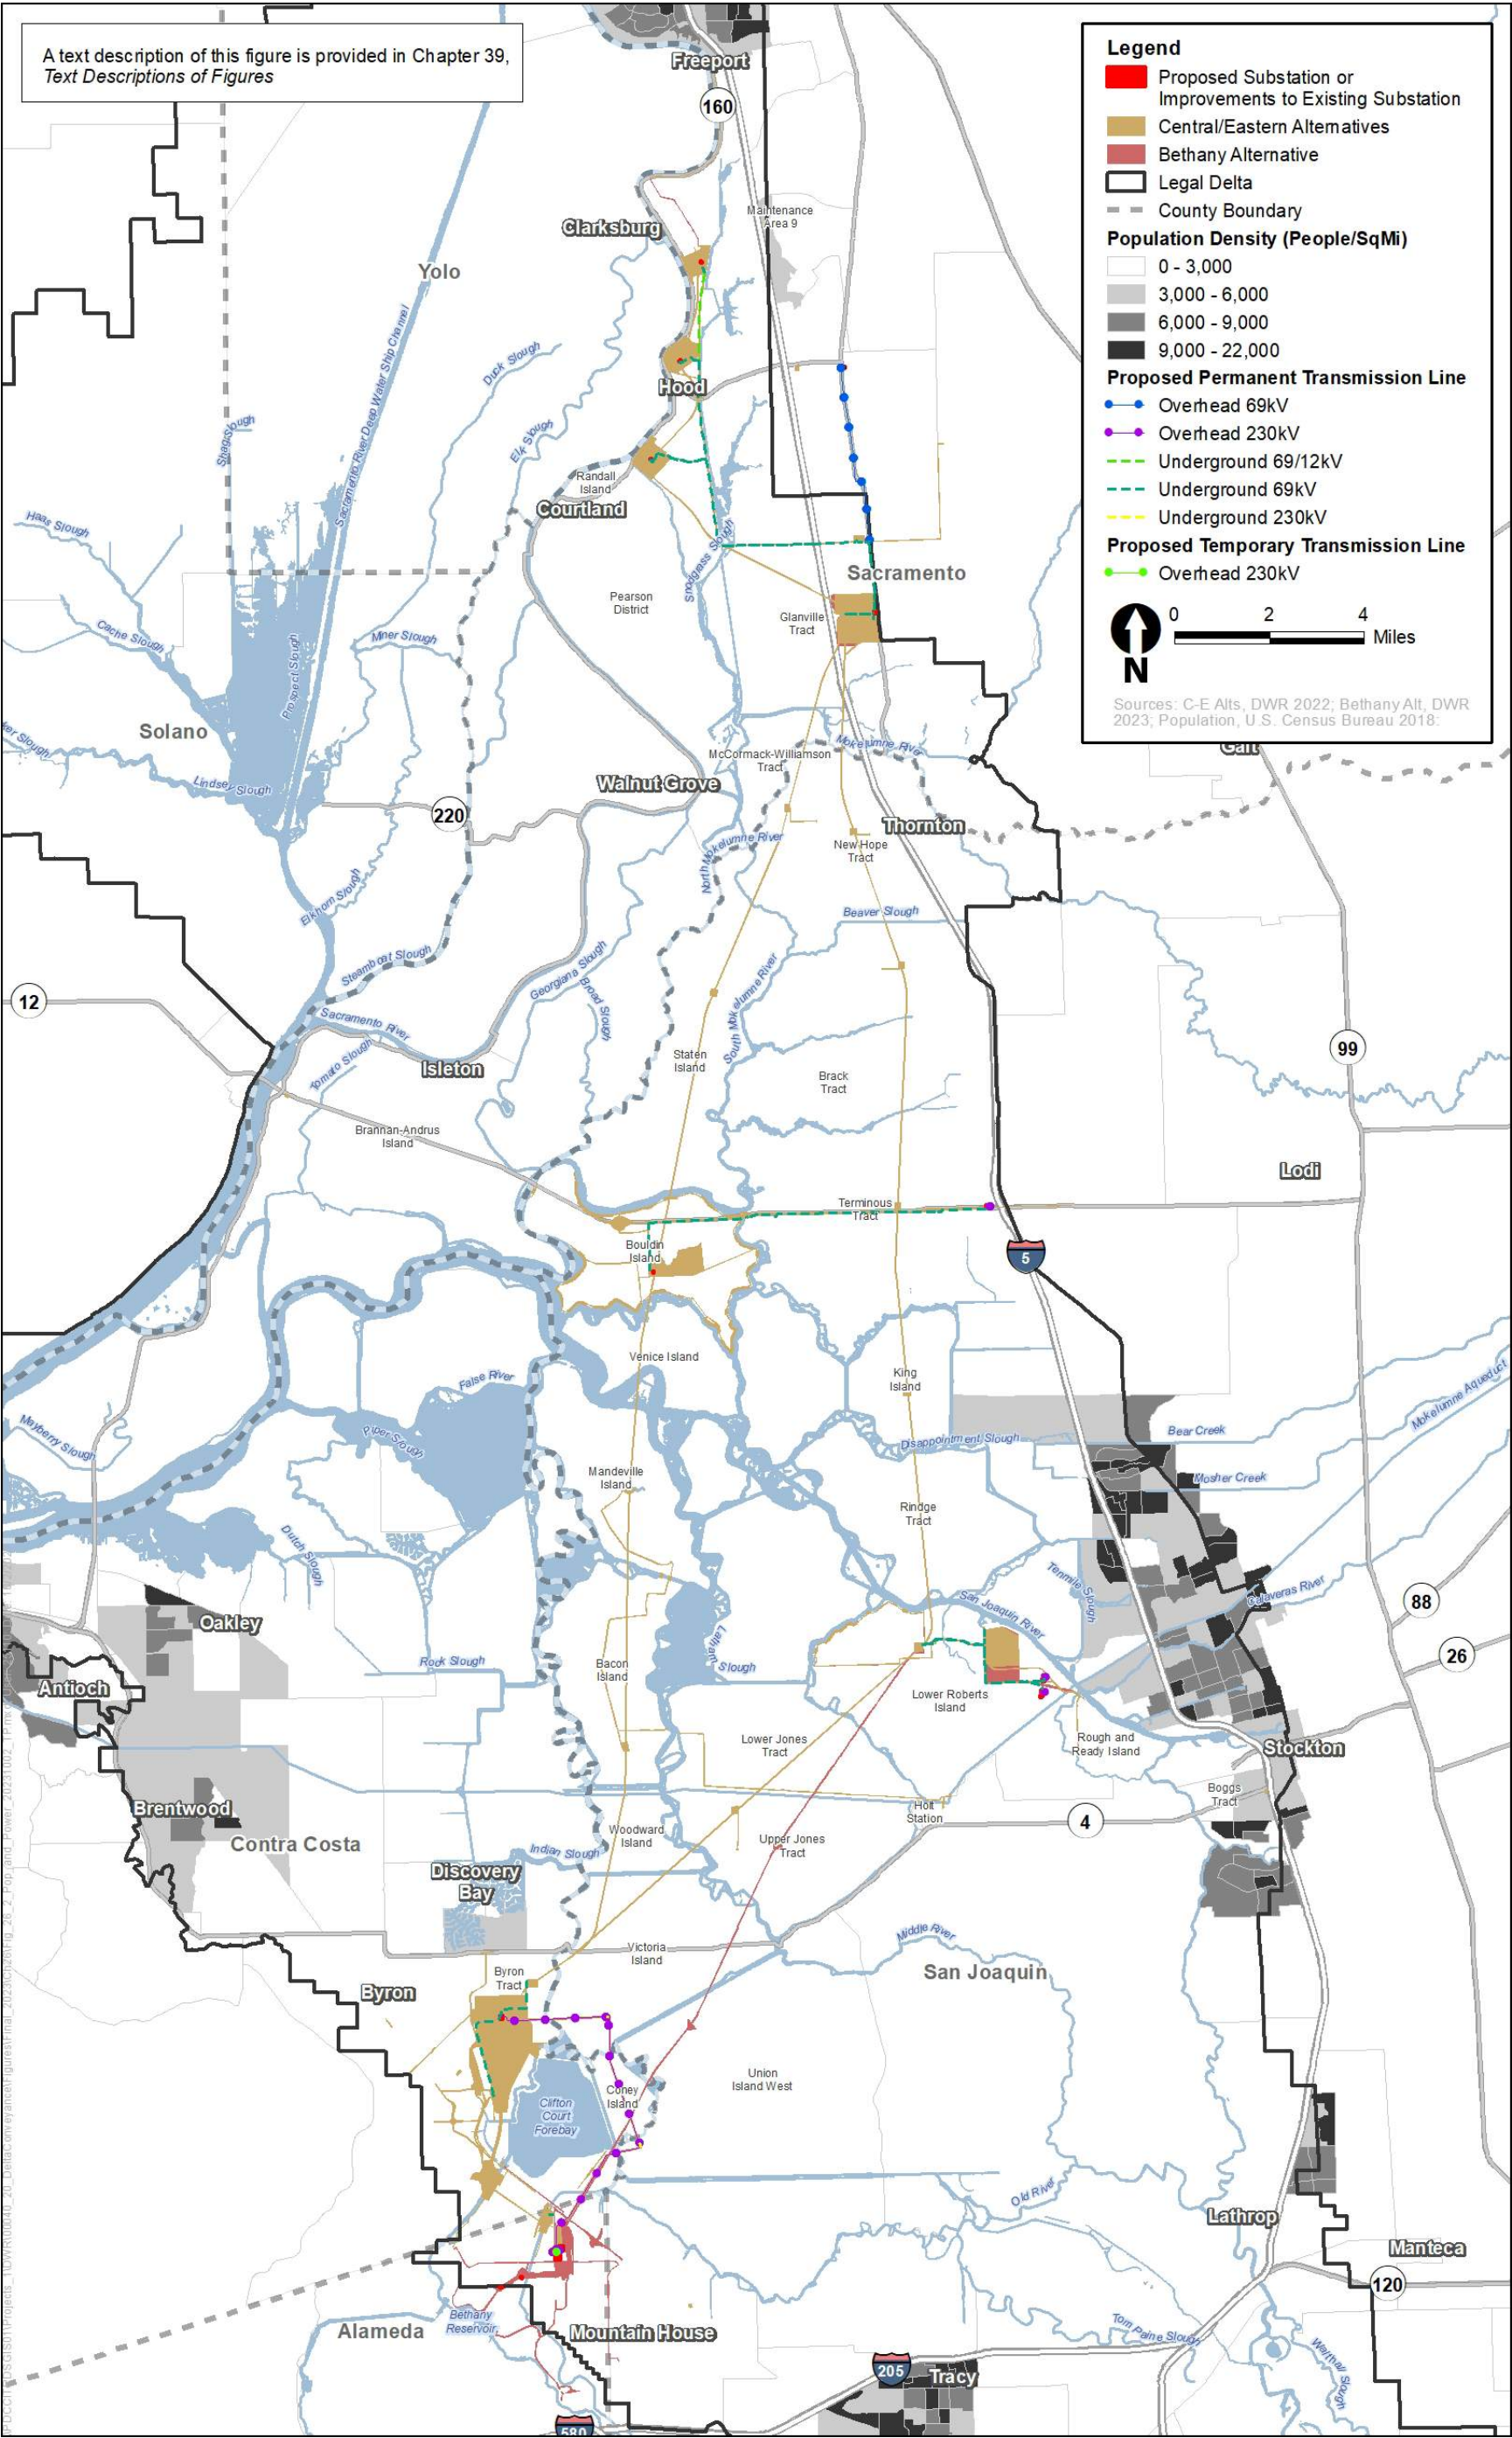 A text description of this figure is provided in Chapter 39,
Text Descriptions of Figures
Legend
Proposed Substation or
Improvements to Existing Substation
Central/Eastern Alternatives
Bethany Alternative
Legal Delta
County Boundary
Population Density (People/SqMi)
0 - 3,000
3,000 - 6,000
6,000 - 9,000
9,000 - 22,000
Proposed Permanent Transmission Line
Overhead 69kV
Overhead 230kV
Underground 69/12kV
Underground 69kV
Underground 230kV
Proposed Temporary Transmission Line
Overhead 230kV
0 2 4
Miles
N
Sources: C-E Alts, DWR 2022; Bethany Alt, DWR
2023; Population, U.S. Census Bureau 2018:
Freeport
160
Maintenance
Area 9
Clarksburg
Yolo
Sacramento River Deep Water Ship Channel
Duck Slough
Hood
Shag Slough
Elk Slough
Randall
Island
Courtland
Haas Slough
Snodgrass Slough
Sacramento
Pearson
District
Glanville
Tract
Cache Slough
Miner Slough
Prospect Slough
Solano
Galt
McCormack-Williamson
Tract
Mokelumne River
Lindsey Slough
Walnut Grove
220
Thornton
North Mokelumne River
New Hope
Tract
Elkhorn Slough
Beaver Slough
Steamboat Slough
Georgiana Slough
Broad Slough
South Mokelumne River
12
Sacramento River
Tomato Slough
Isleton
Staten
Island
Brack
Tract
99
Brannan-Andrus
Island
Lodi
Terminous
Tract
Bouldin
Island
5
Venice Island
False River
King
Island
Mokelumne Aqueduct
Mayberry Slough
Piper Slough
Disappointment Slough
Bear Creek
Mandeville
Island
Mosher Creek
Rindge
Tract
Dutch Slough
Tenmile Slough
San Joaquin River
Calaveras River
88
Oakley
26
Rock Slough
Bacon
Island
Latham Slough
Antioch
Lower Roberts
Island
Lower Jones
Tract
Rough and
Ready Island
Stockton
Boggs
Tract
Brentwood
Holt
Station
4
Contra Costa
Woodward
Island
Upper Jones
Tract
Indian Slough
Discovery
Bay
Middle River
Victoria
Island
San Joaquin
Byron
Tract
Byron
Union
Island West
Coney
Island
Clifton
Court
Forebay
Old River
Lathrop
Manteca
120
Bethany
Reservoir
Alameda
Mountain House
Tom Paine Slough
Walthall Slough
205
Tracy
580